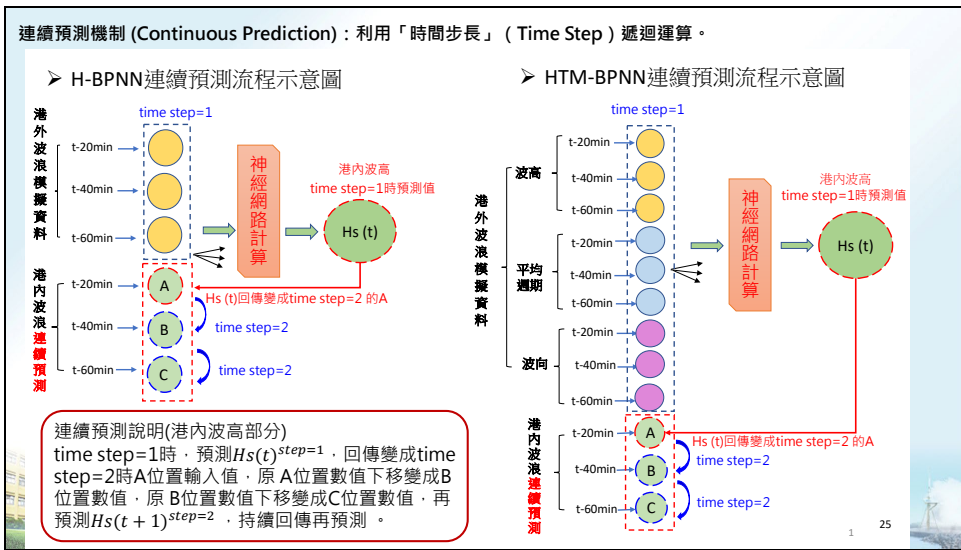 連續預測機制 (Continuous Prediction)：利用「時間步長」（Time Step）遞迴運算。
➢ H-BPNN連續預測流程示意圖
time step=1
港外波浪模擬資料
t-20min
t-40min
t-60min
神經網路計算
港內波高
time step=1時預測值
Hs (t)
港內波浪連續預測
t-20min
A
Hs (t)回傳變成time step=2 的A
t-40min
B
time step=2
t-60min
C
time step=2
連續預測說明(港內波高部分)
time step=1時，預測Hs(t)^step=1，回傳變成time
step=2時A位置輸入值，原 A位置數值下移變成B
位置數值，原 B位置數值下移變成C位置數值，再
預測Hs(t + 1)^step=2 ，持續回傳再預測 。
➢ HTM-BPNN連續預測流程示意圖
time step=1
港外波浪模擬資料
波高
t-20min
t-40min
t-60min
平均
週期
t-20min
t-40min
t-60min
波向
t-20min
t-40min
t-60min
神經網路計算
港內波高
time step=1時預測值
Hs (t)
港內波浪連續預測
t-20min
A
Hs (t)回傳變成time step=2 的A
t-40min
B
time step=2
t-60min
C
time step=2
1
25